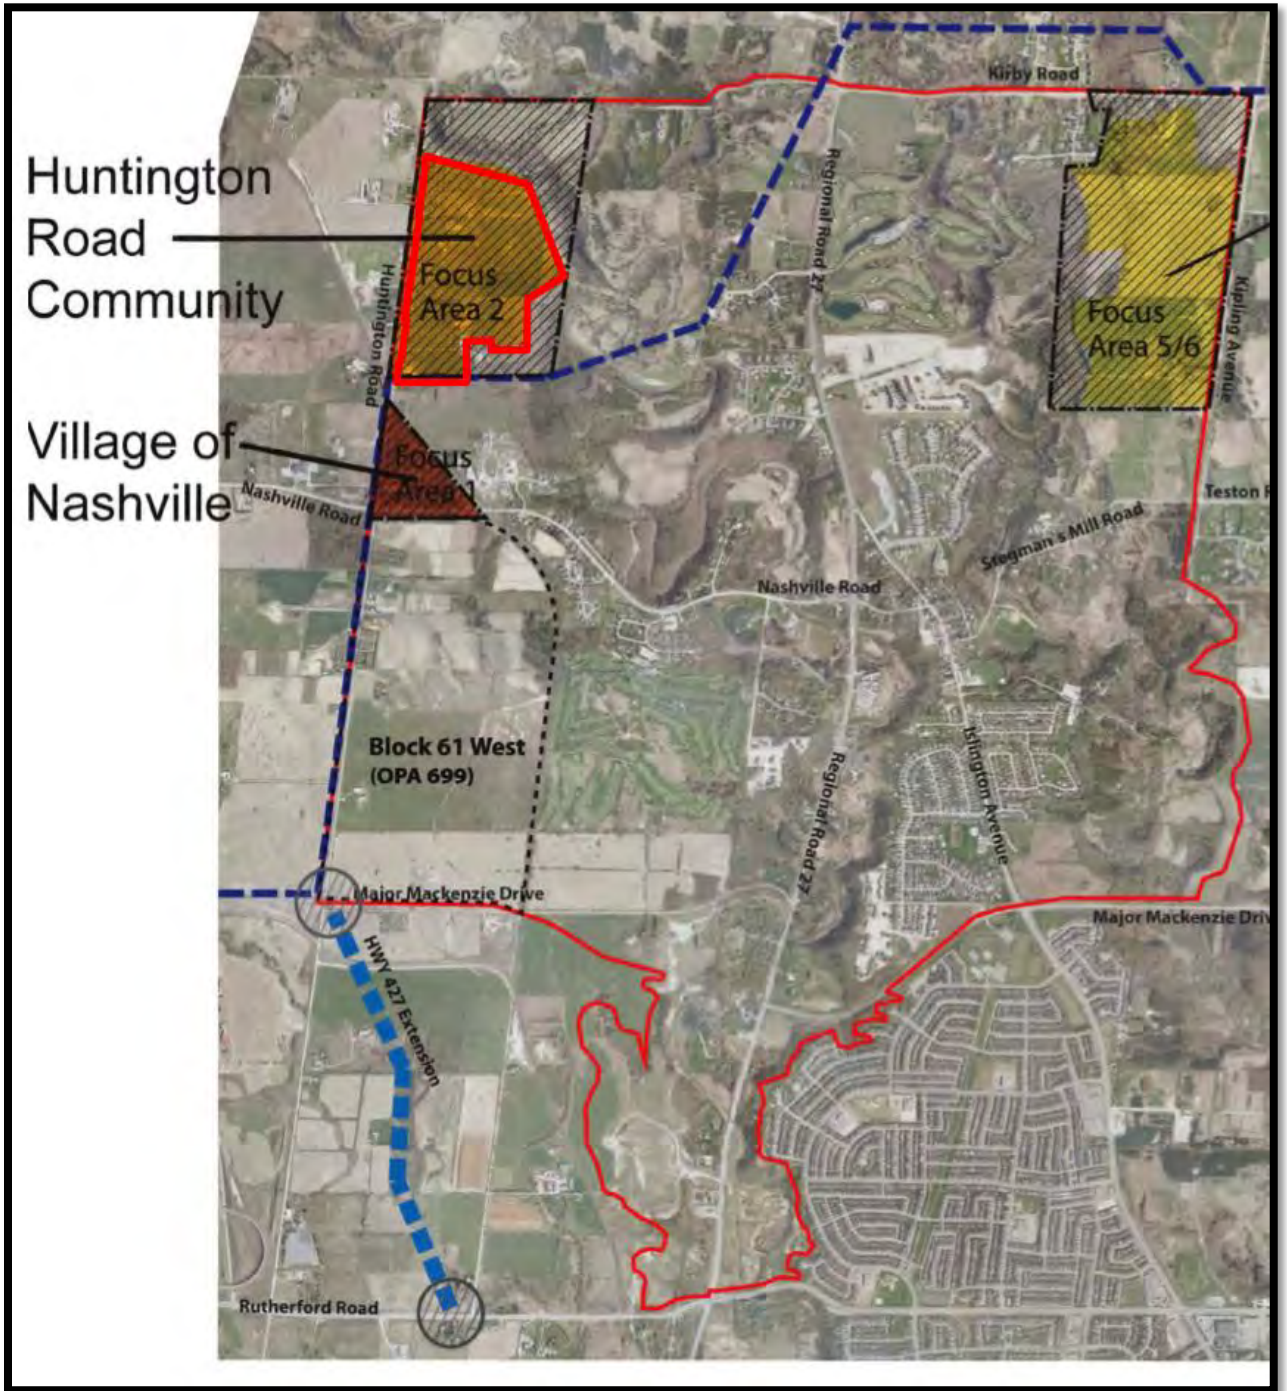 Kirby Road
Huntington
Road
Community
Regional Road 27
Focus
Area 2
Huntington Road
Focus
Area 5/6
Kipling Avenue
Village of
Nashville
Focus
Area 1
Nashville Road
Teston R
Stegman's Mill Road
Nashville Road
Block 61 West
(OPA 699)
Islington Avenue
Regional Road 27
Major Mackenzie Drive
Major Mackenzie Driv
HWY 427 Extension
Rutherford Road